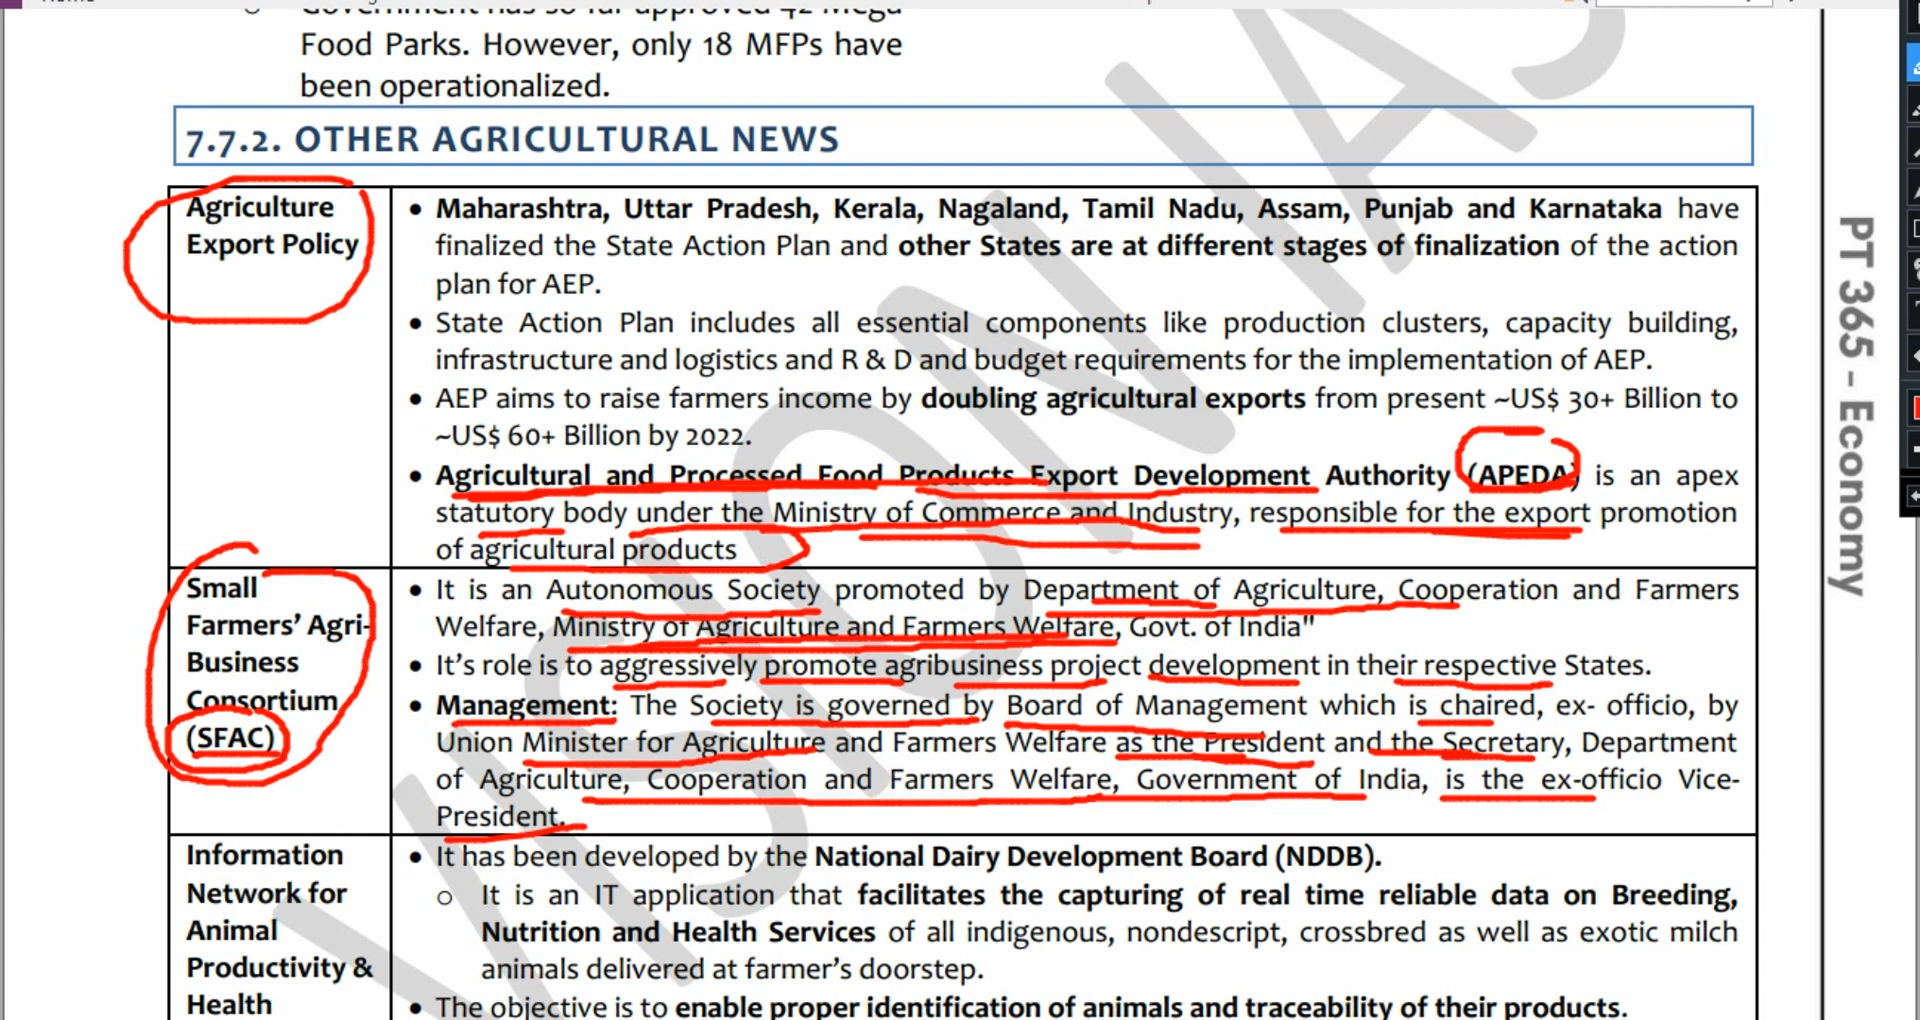 Government has so far approved 42 Mega
Food Parks. However, only 18 MFPs have
been operationalized.
7.7.2. OTHER AGRICULTURAL NEWS
Agriculture
Export Policy
• Maharashtra, Uttar Pradesh, Kerala, Nagaland, Tamil Nadu, Assam, Punjab and Karnataka have
finalized the State Action Plan and other States are at different stages of finalization of the action
plan for AEP.
• State Action Plan includes all essential components like production clusters, capacity building,
infrastructure and logistics and R & D and budget requirements for the implementation of AEP.
• AEP aims to raise farmers income by doubling agricultural exports from present ~US$ 30+ Billion to
~US$ 60+ Billion by 2022.
• Agricultural and Processed Food Products Export Development Authority (APEDA) is an apex
statutory body under the Ministry of Commerce and Industry, responsible for the export promotion
of agricultural products
Small
Farmers' Agri-
Business
Consortium
(SFAC)
• It is an Autonomous Society promoted by Department of Agriculture, Cooperation and Farmers
Welfare, Ministry of Agriculture and Farmers Welfare, Govt. of India"
• It's role is to aggressively promote agribusiness project development in their respective States.
• Management: The Society is governed by Board of Management which is chaired, ex- officio, by
Union Minister for Agriculture and Farmers Welfare as the President and the Secretary, Department
of Agriculture, Cooperation and Farmers Welfare, Government of India, is the ex-officio Vice-
President.
Information
Network for
Animal
Productivity &
Health
• It has been developed by the National Dairy Development Board (NDDB).
o It is an IT application that facilitates the capturing of real time reliable data on Breeding,
Nutrition and Health Services of all indigenous, nondescript, crossbred as well as exotic milch
animals delivered at farmer's doorstep.
• The objective is to enable proper identification of animals and traceability of their products.
PT 365 - Economy
VISION IAS